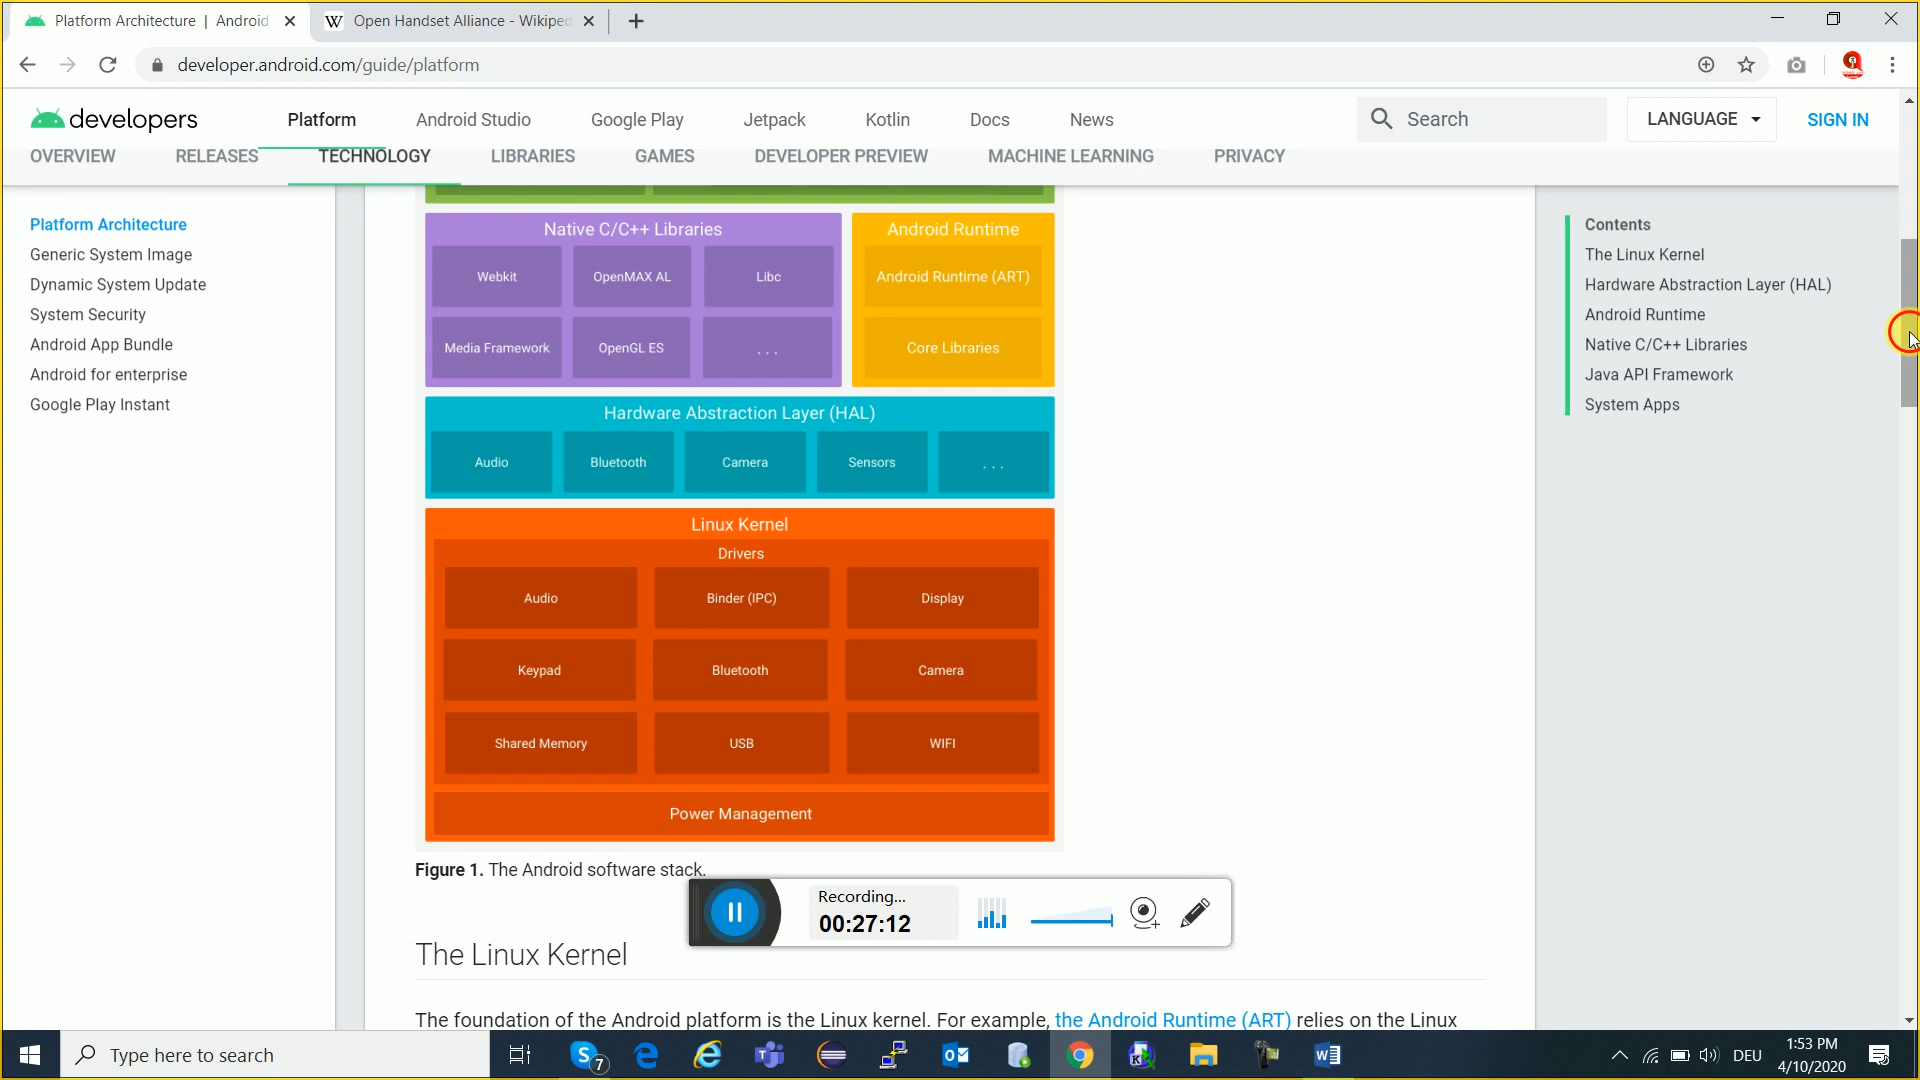 Platform Architecture | Android
Open Handset Alliance - Wikiped
developer.android.com/guide/platform
developers
Platform
Android Studio
Google Play
Jetpack
Kotlin
Docs
News
Search
LANGUAGE
SIGN IN
OVERVIEW
RELEASES
TECHNOLOGY
LIBRARIES
GAMES
DEVELOPER PREVIEW
MACHINE LEARNING
PRIVACY
Platform Architecture
Generic System Image
Dynamic System Update
System Security
Android App Bundle
Android for enterprise
Google Play Instant
Native C/C++ Libraries
Webkit
OpenMAX AL
Libc
Media Framework
OpenGL ES
. . .
Android Runtime
Android Runtime (ART)
Core Libraries
Hardware Abstraction Layer (HAL)
Audio
Bluetooth
Camera
Sensors
. . .
Linux Kernel
Drivers
Audio
Binder (IPC)
Display
Keypad
Bluetooth
Camera
Shared Memory
USB
WIFI
Power Management
Figure 1. The Android software stack.
The Linux Kernel
The foundation of the Android platform is the Linux kernel. For example, the Android Runtime (ART) relies on the Linux
Contents
The Linux Kernel
Hardware Abstraction Layer (HAL)
Android Runtime
Native C/C++ Libraries
Java API Framework
System Apps
Recording...
00:27:12
Type here to search
7
DEU
1:53 PM
4/10/2020